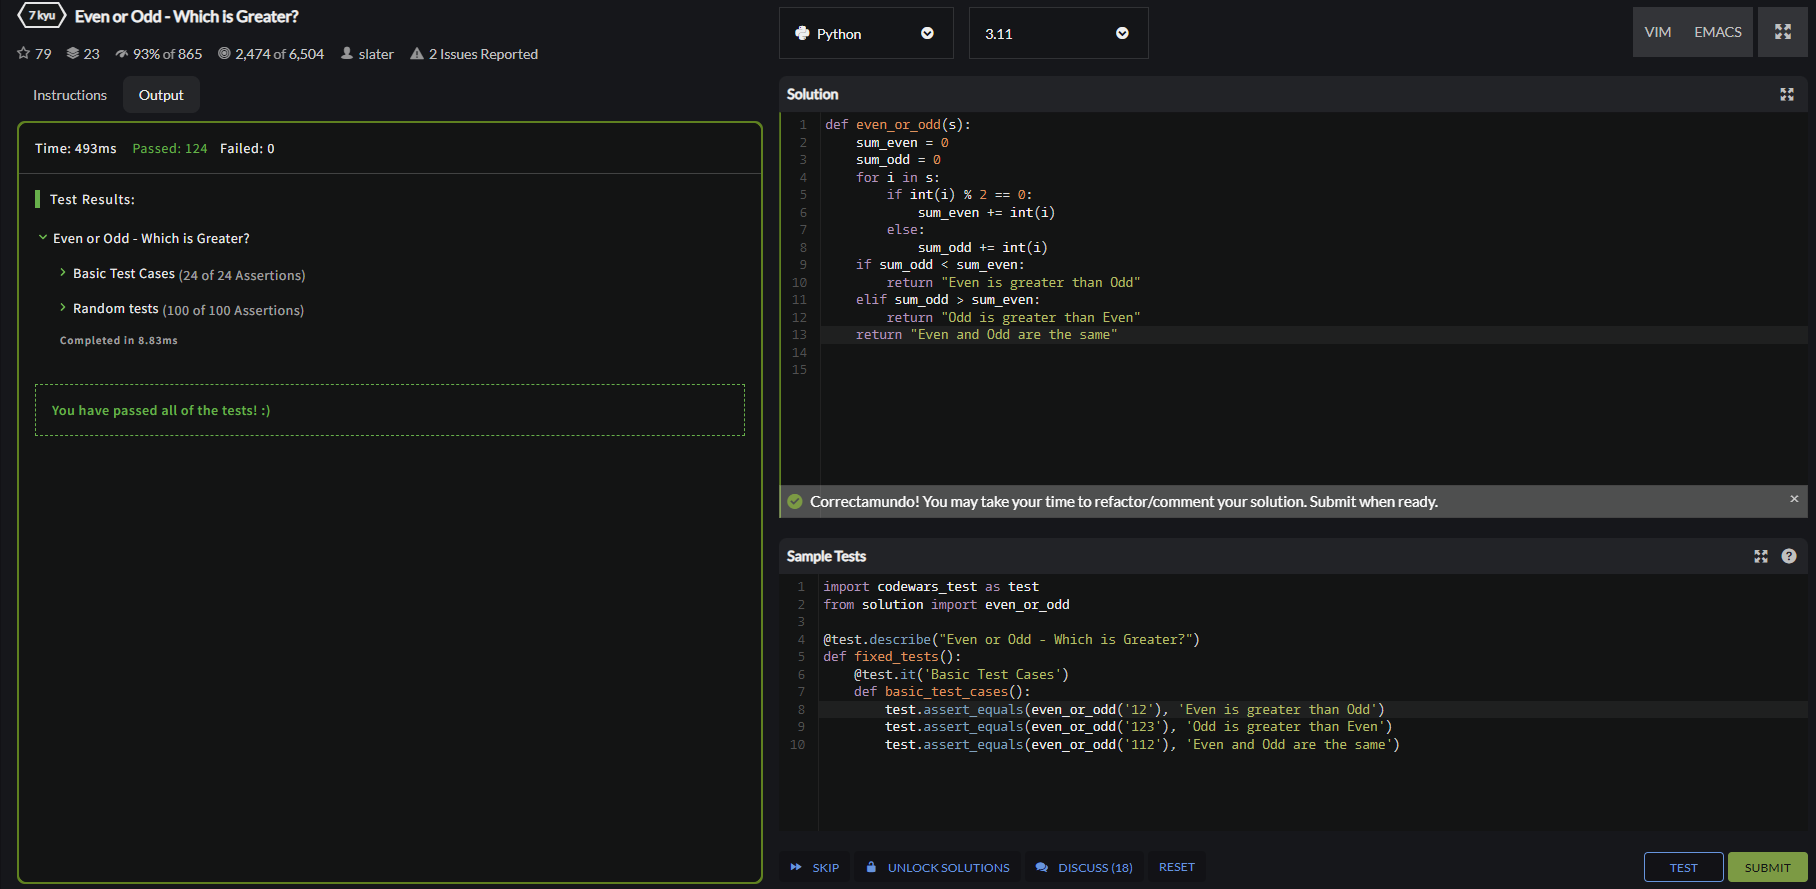 7 kyu Even or Odd - Which is Greater?
79 23 93% of 865 2,474 of 6,504 slater 2 Issues Reported
Instructions Output
Time: 493ms Passed: 124 Failed: 0
Test Results:
Even or Odd - Which is Greater?
Basic Test Cases (24 of 24 Assertions)
Random tests (100 of 100 Assertions)
Completed in 8.83ms
You have passed all of the tests! :)
Python 3.11 VIM EMACS
Solution
1 def even_or_odd(s):
2     sum_even = 0
3     sum_odd = 0
4     for i in s:
5         if int(i) % 2 == 0:
6             sum_even += int(i)
7         else:
8             sum_odd += int(i)
9     if sum_odd < sum_even:
10         return "Even is greater than Odd"
11     elif sum_odd > sum_even:
12         return "Odd is greater than Even"
13     return "Even and Odd are the same"
14
15
Correctamundo! You may take your time to refactor/comment your solution. Submit when ready. ×
Sample Tests ?
1 import codewars_test as test
2 from solution import even_or_odd
3
4 @test.describe("Even or Odd - Which is Greater?")
5 def fixed_tests():
6     @test.it('Basic Test Cases')
7     def basic_test_cases():
8         test.assert_equals(even_or_odd('12'), 'Even is greater than Odd')
9         test.assert_equals(even_or_odd('123'), 'Odd is greater than Even')
10         test.assert_equals(even_or_odd('112'), 'Even and Odd are the same')
SKIP UNLOCK SOLUTIONS DISCUSS (18) RESET TEST SUBMIT